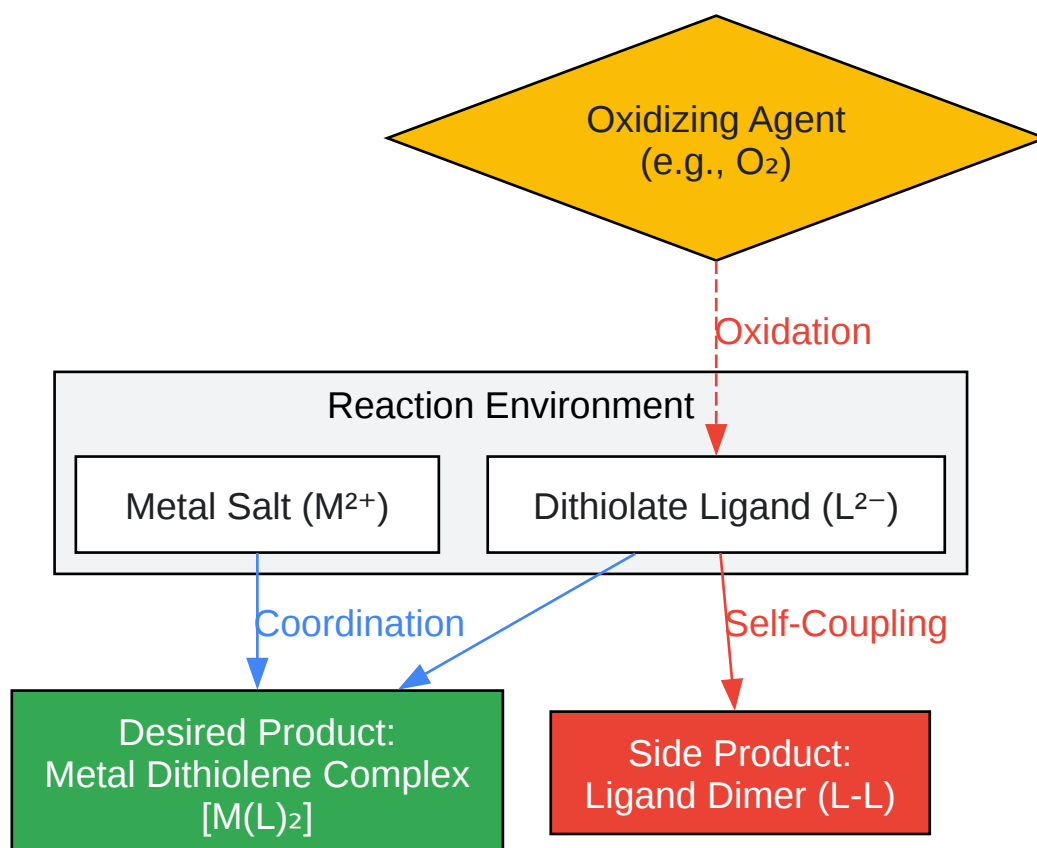 Oxidizing Agent
(e.g., O₂)
Oxidation
Reaction Environment
Metal Salt (M²⁺)
Dithiolate Ligand (L²⁻)
Coordination
Self-Coupling
Desired Product:
Metal Dithiolene Complex
[M(L)₂]
Side Product:
Ligand Dimer (L-L)